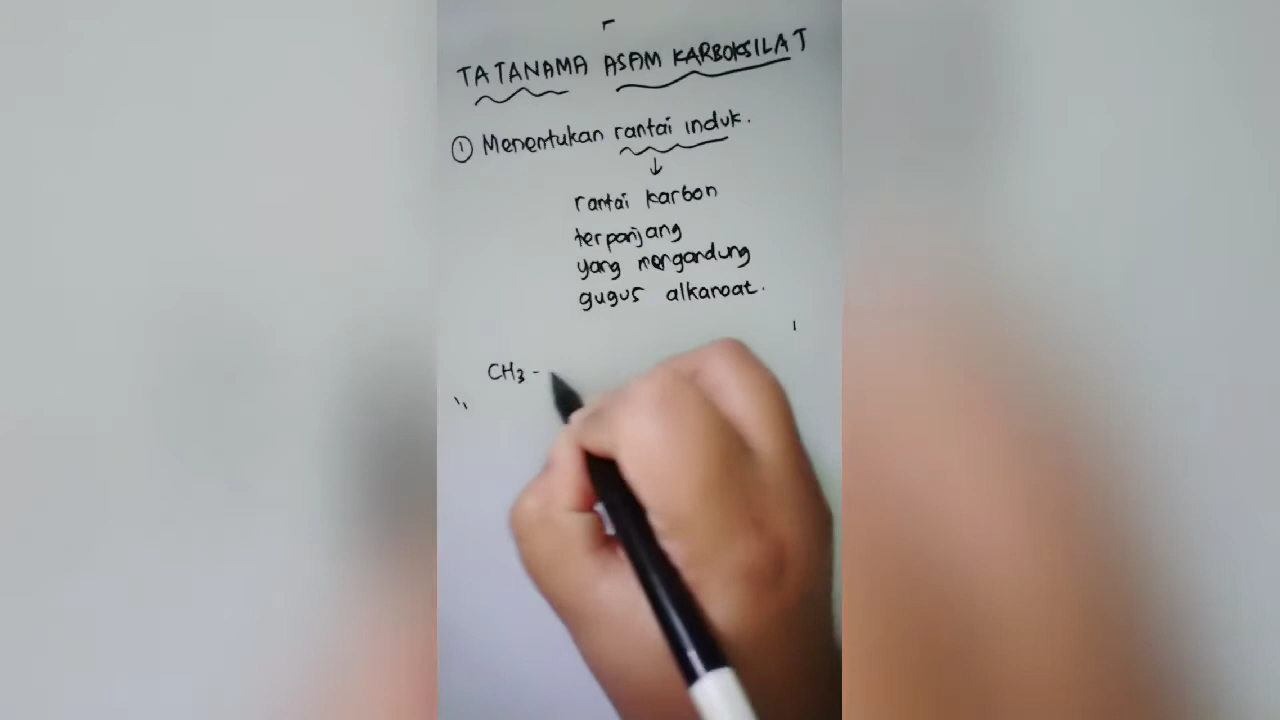 TATANAMA ASAM KARBOKSILAT
① Menentukan rantai induk.
↓
rantai karbon
terpanjang
yang mengandung
gugus alkanoat.
CH3 -